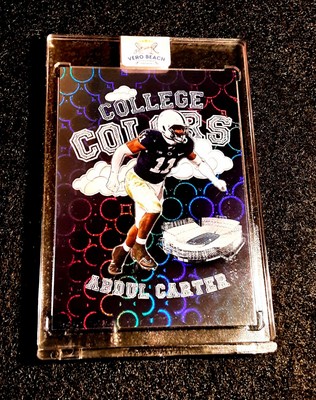 VERO BEACH
COLLEGE
COLORS
11
ABDUL CARTER